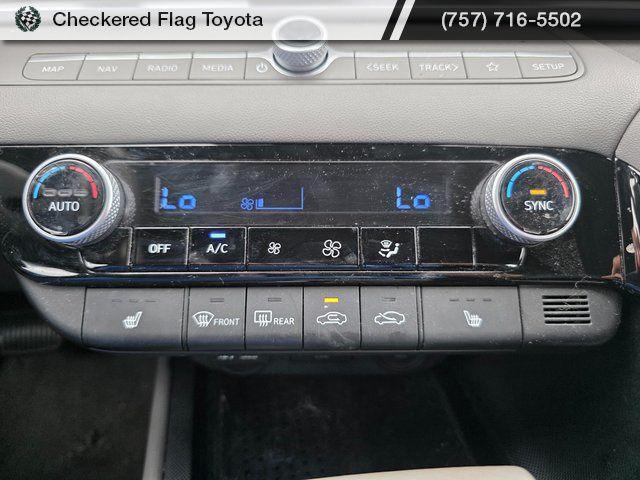 Checkered Flag Toyota
(757) 716-5502
MAP NAV RADIO MEDIA <SEEK TRACK> SETUP
Lo Lo
AUTO SYNC
OFF A/C
FRONT REAR